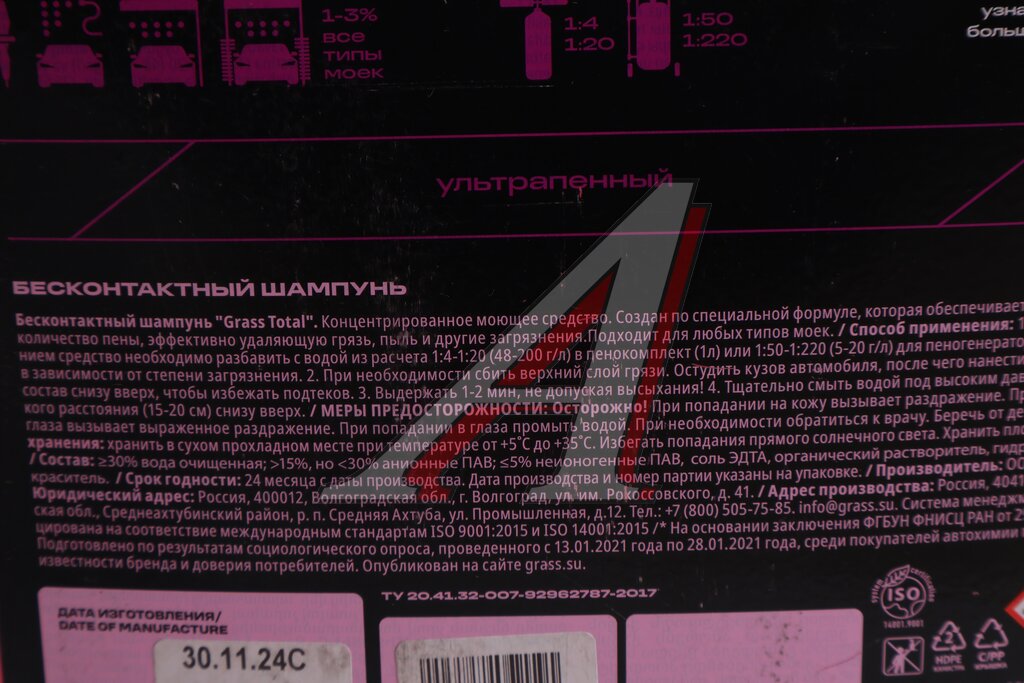 1-3%
все
типы
моек
1:4
1:20
1:50
1:220
узна
больш
ультрапенный
БЕСКОНТАКТНЫЙ ШАМПУНЬ
Бесконтактный шампунь "Grass Total". Концентрированное моющее средство. Создан по специальной формуле, которая обеспечивает
количество пены, эффективно удаляющую грязь, пыль и другие загрязнения.Подходит для любых типов моек. / Способ применения: 1
нием средство необходимо разбавить с водой из расчета 1:4-1:20 (48-200 г/л) в пенокомплект (1л) или 1:50-1:220 (5-20 г/л) для пеногенерато
в зависимости от степени загрязнения. 2. При необходимости сбить верхний слой грязи. Остудить кузов автомобиля, после чего нанести
состав снизу вверх, чтобы избежать подтеков. 3. Выдержать 1-2 мин, не допуская высыхания! 4. Тщательно смыть водой под высоким дав
кого расстояния (15-20 см) снизу вверх. / МЕРЫ ПРЕДОСТОРОЖНОСТИ: осторожно! При попадании на кожу вызывает раздражение. Пр
глаза вызывает выраженное раздражение. При попадании в глаза промыть водой. При необходимости обратиться к врачу. Беречь от де
хранения: хранить в сухом прохладном месте при температуре от +5°С до +35°С. Избегать попадания прямого солнечного света. Хранить пло
/ Состав: ≥30% вода очищенная; >15%, но <30% анионные ПАВ; ≤5% неионогенные ПАВ, соль ЭДТА, органический растворитель, гидр
краситель. / Срок годности: 24 месяца с даты производства. Дата производства и номер партии указаны на упаковке. / Производитель: ОС
Юридический адрес: Россия, 400012, Волгоградская обл., г. Волгоград, ул.им. Рокоссовского, д. 41. / Адрес производства: Россия, 4041
ская обл., Среднеахтубинский район, р. п. Средняя Ахтуба, ул. Промышленная, д.12. Тел.: +7 (800) 505-75-85. info@grass.su. Система менеджм
цирована на соответствие международным стандартам ISO 9001:2015 и ISO 14001:2015 /* На основании заключения ФГБУН ФНИСЦ РАН от 2
Подготовлено по результатам социологического опроса, проведенного с 13.01.2021 года по 28.01.2021 года, среди покупателей автохимии
известности бренда и доверия потребителей. Опубликован на сайте grass.su.
ТУ 20.41.32-007-92962787-2017
ДАТА ИЗГОТОВЛЕНИЯ/
DATE OF MANUFACTURE
30.11.24C
system certification
ISO
14001.9001
2
HDPE
5
C/PP